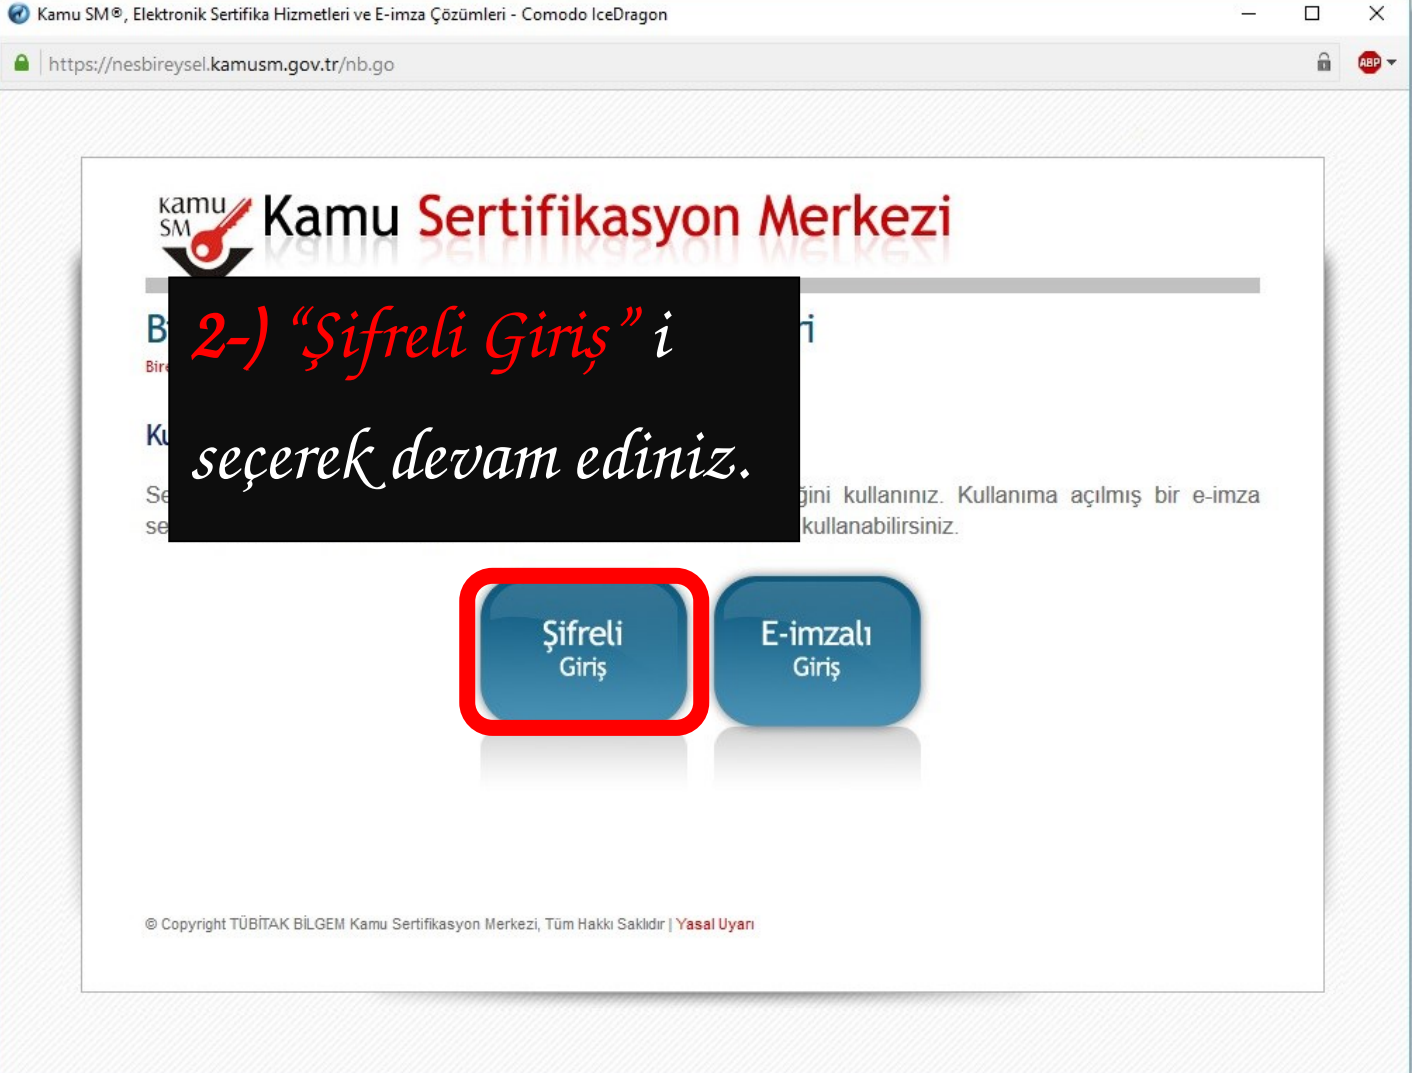 Kamu SM®, Elektronik Sertifika Hizmetleri ve E-imza Çözümleri - Comodo IceDragon
https://nesbireysel.kamusm.gov.tr/nb.go
ABP
Kamu
SM
Kamu Sertifikasyon Merkezi
2-) “Şifreli Giriş” i
seçerek devam ediniz.
kullanınız. Kullanıma açılmış bir e-imza
kullanabilirsiniz.
Şifreli
Giriş
E-imzalı
Giriş
© Copyright TÜBİTAK BİLGEM Kamu Sertifikasyon Merkezi, Tüm Hakkı Saklıdır | Yasal Uyarı